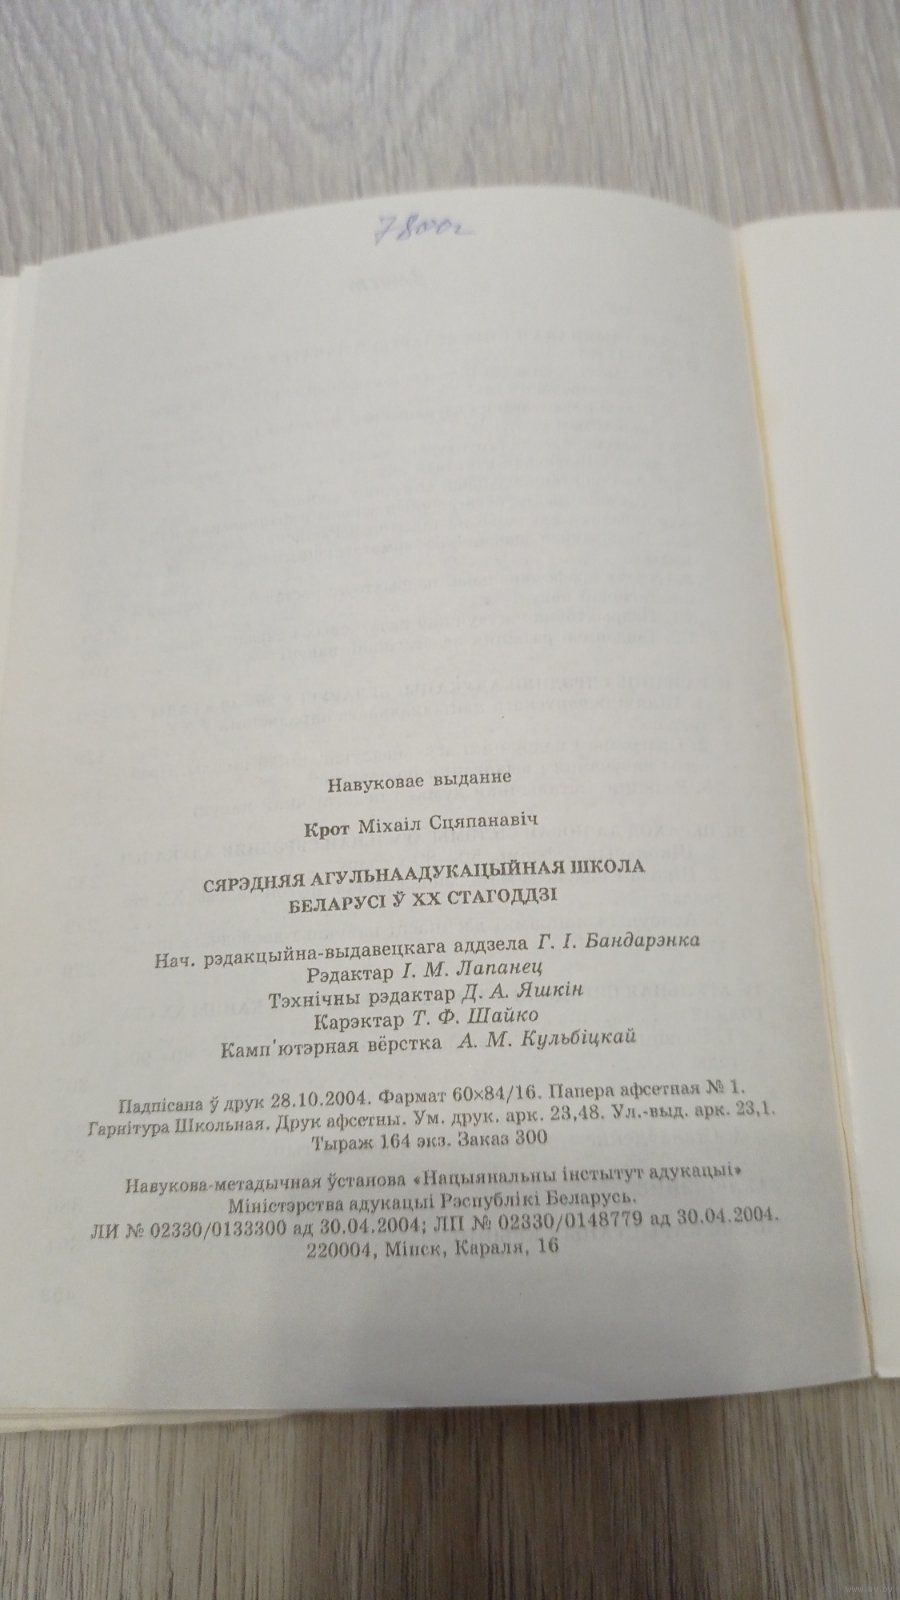 Навуковае выданне
Крот Міхаіл Сцяпанавіч
СЯРЭДНЯЯ АГУЛЬНААДУКАЦЫЙНАЯ ШКОЛА
БЕЛАРУСІ Ў ХХ СТАГОДДЗІ
Нач. рэдакцыйна-выдавецкага аддзела Г. І. Бандарэнка
Рэдактар І. М. Лапанец
Тэхнічны рэдактар Д. А. Яшкін
Карэктар Т. Ф. Шайко
Камп'ютэрная вёрстка А. М. Кульбіцкай
Падпісана ў друк 28.10.2004. Фармат 60×84/16. Папера афсетная № 1.
Гарнітура Школьная. Друк афсетны. Ум. друк. арк. 23,48. Ул.-выд. арк. 23,1.
Тыраж 164 экз. Заказ 300
Навукова-метадычная ўстанова «Нацыянальны інстытут адукацыі»
Міністэрства адукацыі Рэспублікі Беларусь.
ЛИ № 02330/0133300 ад 30.04.2004; ЛП № 02330/0148779 ад 30.04.2004.
220004, Мінск, Караля, 16